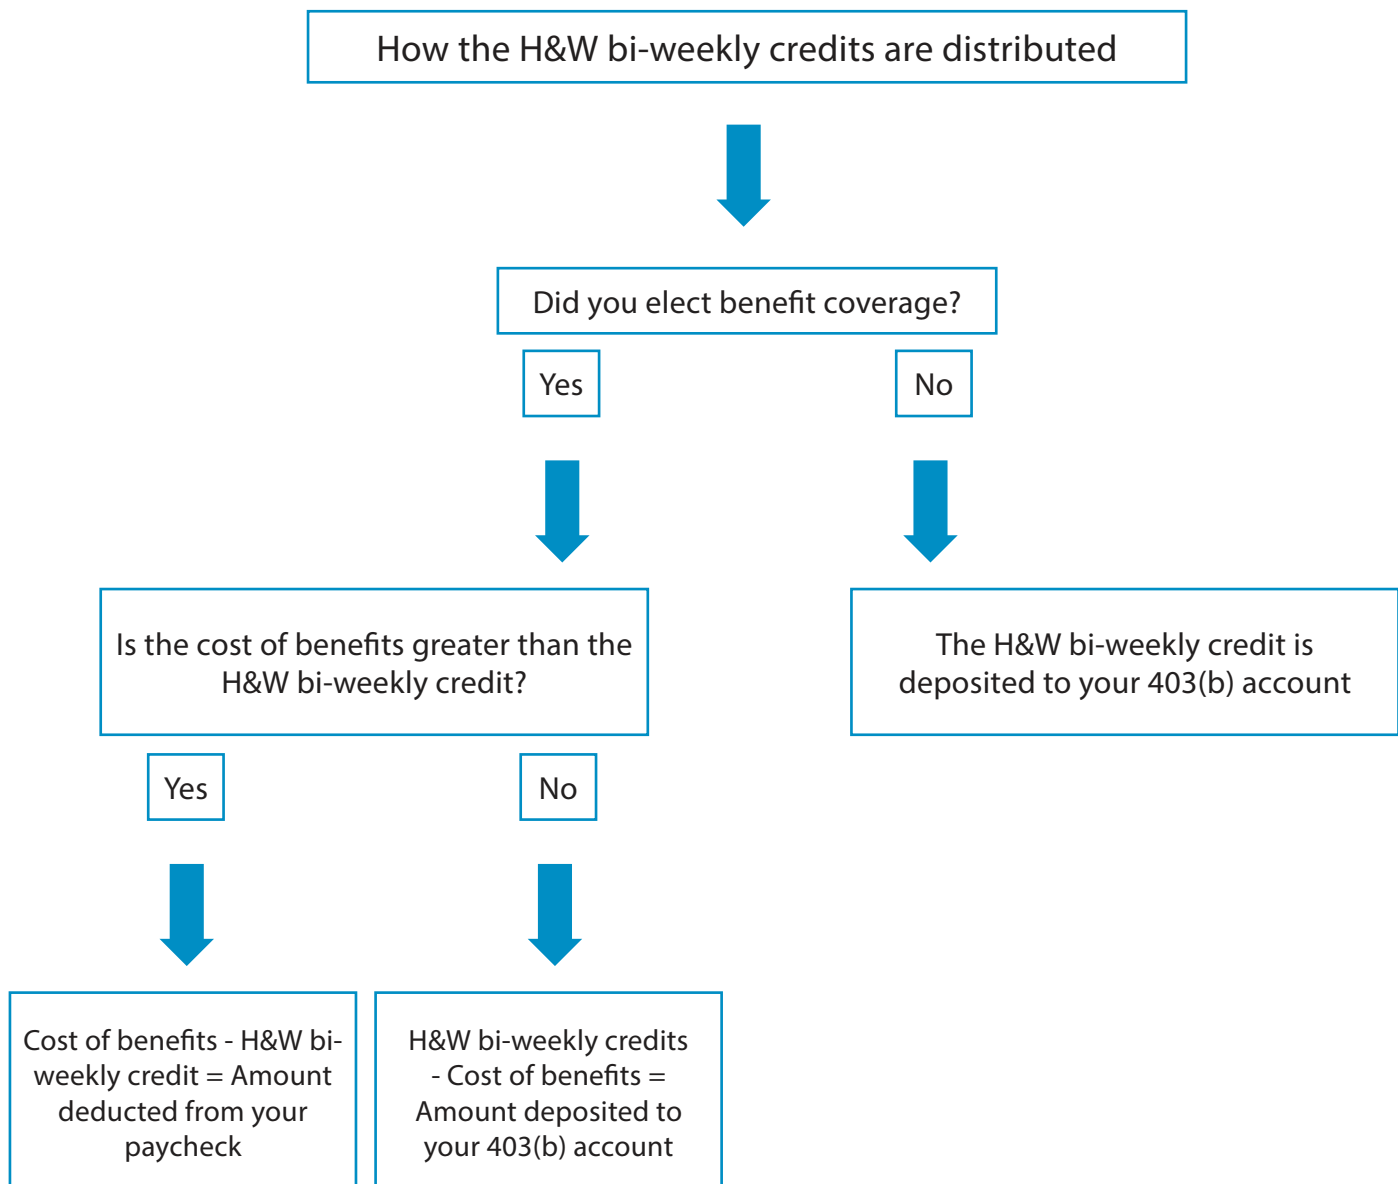 How the H&W bi-weekly credits are distributed
Did you elect benefit coverage?
Yes
No
Is the cost of benefits greater than the
H&W bi-weekly credit?
The H&W bi-weekly credit is
deposited to your 403(b) account
Yes
No
Cost of benefits - H&W bi-
weekly credit = Amount
deducted from your
paycheck
H&W bi-weekly credits
- Cost of benefits =
Amount deposited to
your 403(b) account